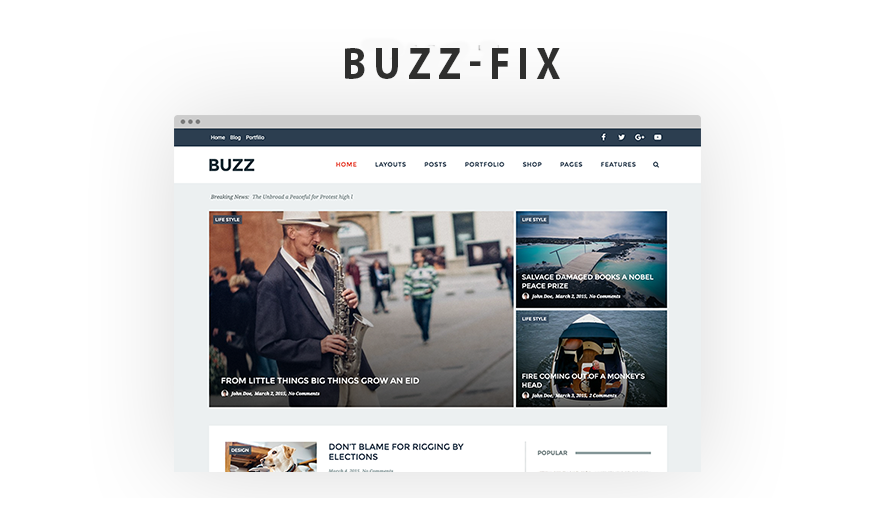 BUZZ-FIX
Home Blog Portfilio
BUZZ
HOME LAYOUTS POSTS PORTFOLIO SHOP PAGES FEATURES
Breaking News: The Unbroad a Peaceful for Protest high l
LIFE STYLE
FROM LITTLE THINGS BIG THINGS GROW AN EID
John Doe, March 2, 2015, No Comments
LIFE STYLE
SALVAGE DAMAGED BOOKS A NOBEL
PEACE PRIZE
John Doe, March 2, 2015, No Comments
LIFE STYLE
FIRE COMING OUT OF A MONKEY'S
HEAD
John Doe, March 3, 2015, 2 Comments
DESIGN
DON'T BLAME FOR RIGGING BY
ELECTIONS
March 4, 2015, No Comments
POPULAR